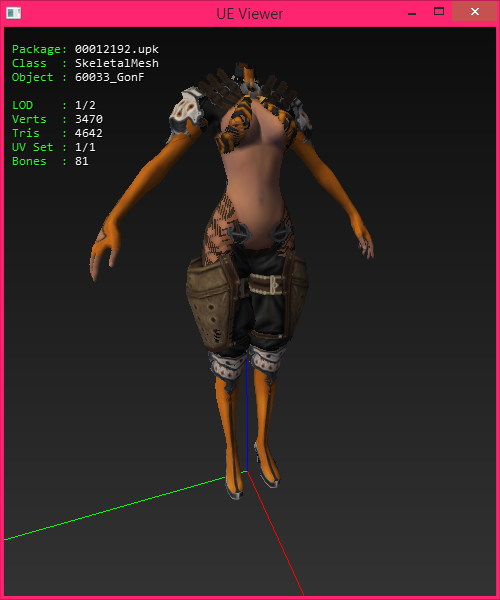 UE Viewer
Package: 00012192.upk
Class : SkeletalMesh
Object : 60033_GonF
LOD : 1/2
Verts : 3470
Tris : 4642
UV Set : 1/1
Bones : 81